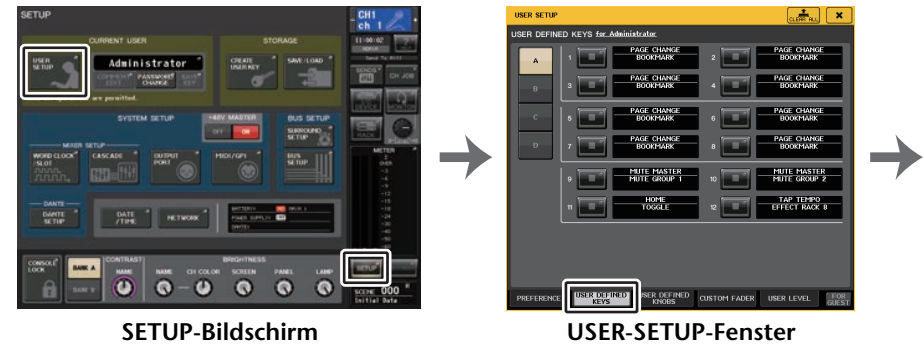 SETUP
CH1
ch 1
CURRENT USER
STORAGE
USER
SETUP
Administrator
PASSWORD
CHANGE
CREATE
USER KEY
SAVE/LOAD
are permitted.
CH JOB
SYSTEM SETUP
+48V MASTER
OFF
ON
BUS SETUP
SURROUND
SETUP
MIXER
SETUP
WORD CLOCK
/SLOT
CASCADE
OUTPUT
PORT
MIDI/GPI
BUS
SETUP
RACK
METER
OVER
DANTE
DANTE
SETUP
DATE
/TIME
NETWORK
CONSOLE
LOCK
BANK A
BANK B
CONTRAST
NAME
BRIGHTNESS
NAME
CH COLOR
SCREEN
PANEL
LAMP
SETUP
SCENE 000
Initial Data
SETUP-Bildschirm
USER SETUP
CLEAR ALL
USER DEFINED KEYS for Administrator
A
B
C
D
1 PAGE CHANGE
BOOKMARK
2 PAGE CHANGE
BOOKMARK
3 PAGE CHANGE
BOOKMARK
4 PAGE CHANGE
BOOKMARK
5 PAGE CHANGE
BOOKMARK
6 PAGE CHANGE
BOOKMARK
7 PAGE CHANGE
BOOKMARK
8 PAGE CHANGE
BOOKMARK
9 MUTE MASTER
MUTE GROUP 1
10 MUTE MASTER
MUTE GROUP 2
11 HOME
TOGGLE
12 TAP TEMPO
EFFECT RACK 8
PREFERENCE
USER DEFINED
KEYS
USER DEFINED
KNOBS
CUSTOM FADER
USER LEVEL
FOR
GUEST
USER-SETUP-Fenster